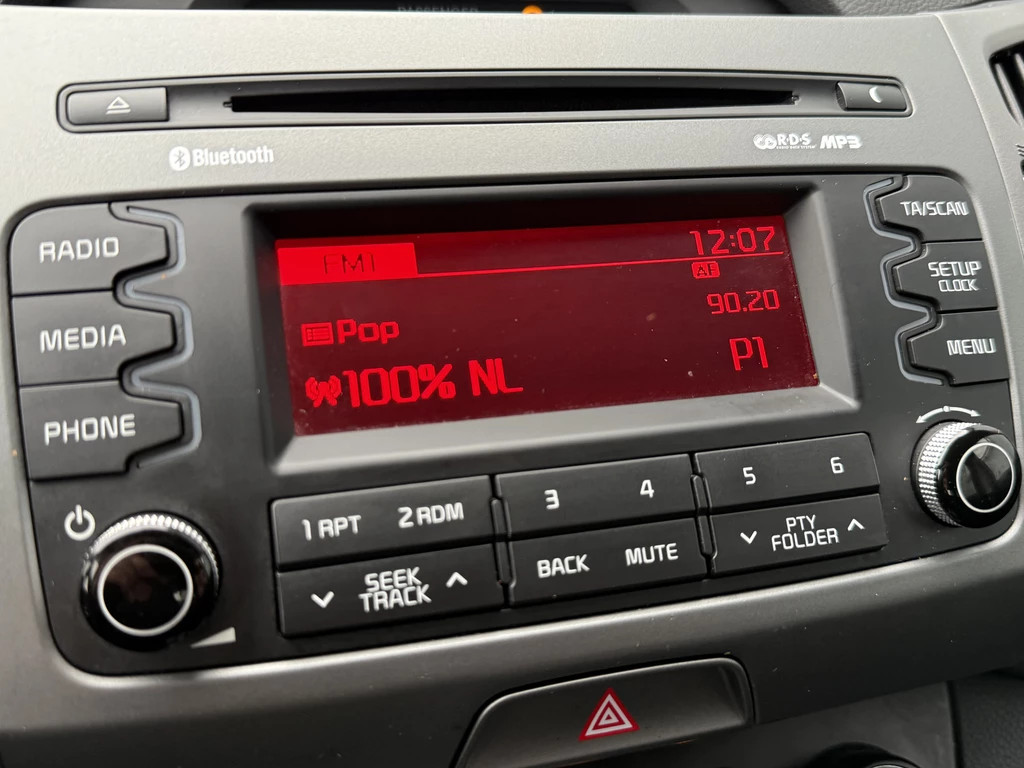 PASSENGER
Bluetooth
R·D·S
MP3
RADIO
MEDIA
PHONE
FM1
12:07
AF
90.20
Pop
100% NL
P1
TA/SCAN
SETUP
CLOCK
MENU
1 RPT
2 RDM
3
4
5
6
SEEK
TRACK
BACK
MUTE
PTY
FOLDER